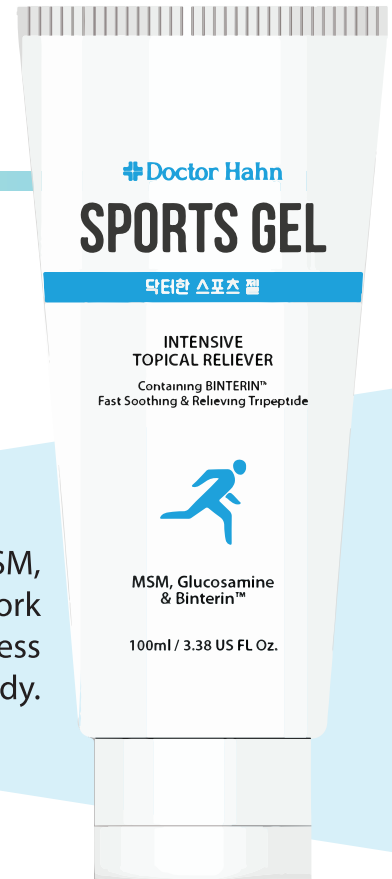 Doctor Hahn
SPORTS GEL
닥터한 스포츠 젤
INTENSIVE
TOPICAL RELIEVER
Containing BINTERIN™
Fast Soothing & Relieving Tripeptide
MSM, Glucosamine
& Binterin™
100ml / 3.38 US FL Oz.
SM,
ork
ess
dy.